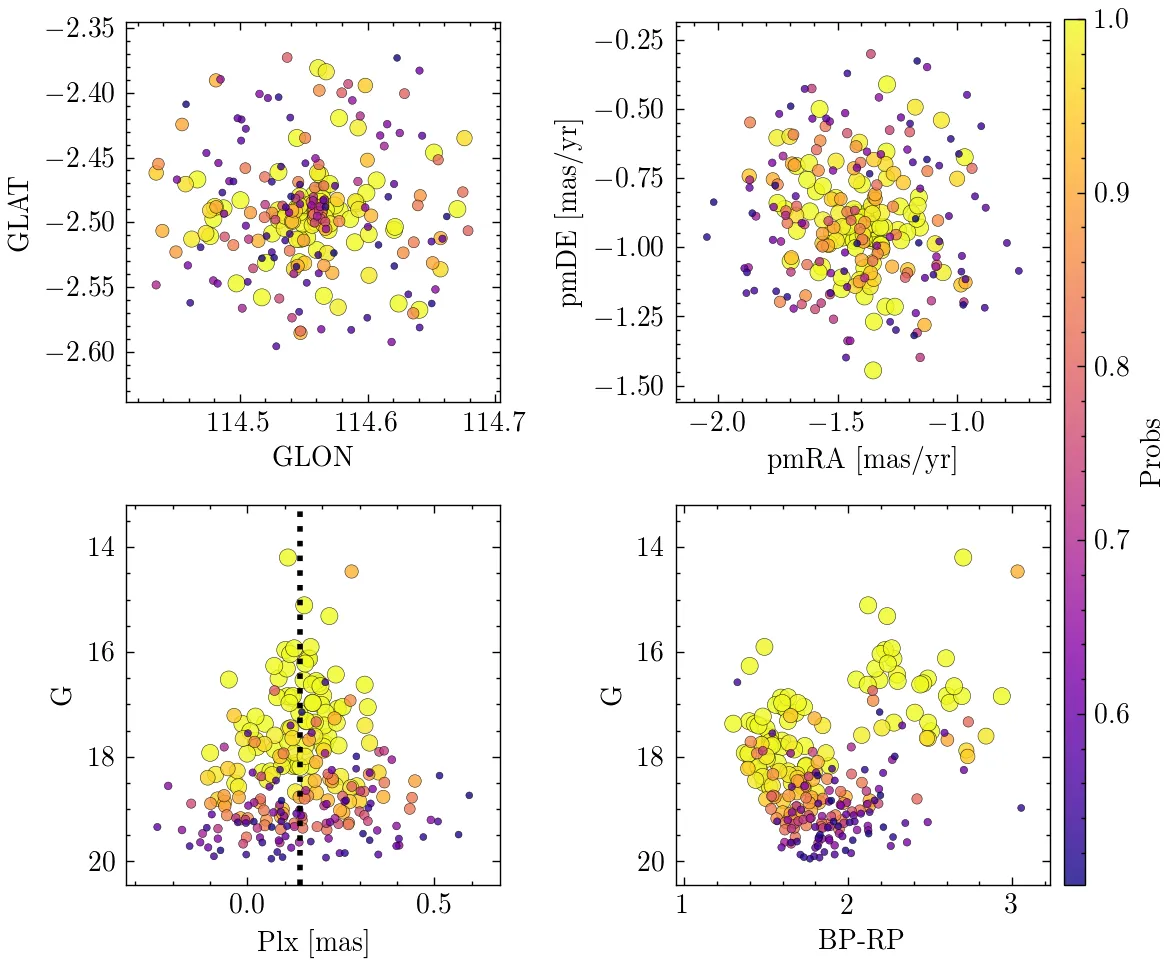 −2.35
−2.40
−2.45
−2.50
−2.55
−2.60
GLAT
114.5 114.6 114.7
GLON
−0.25
−0.50
−0.75
−1.00
−1.25
−1.50
pmDE [mas/yr]
−2.0 −1.5 −1.0
pmRA [mas/yr]
14
16
18
20
G
0.0 0.5
Plx [mas]
14
16
18
20
G
1 2 3
BP-RP
1.0
0.9
0.8
0.7
0.6
Probs